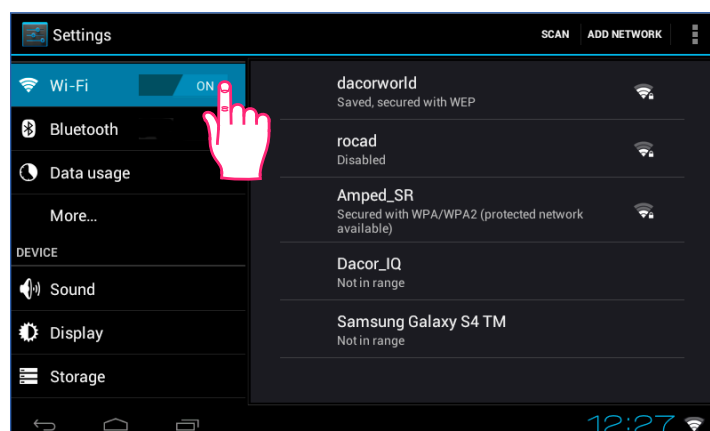 Settings
SCAN
ADD NETWORK
Wi-Fi
ON
Bluetooth
Data usage
More...
DEVICE
Sound
Display
Storage
dacorworld
Saved, secured with WEP
rocad
Disabled
Amped_SR
Secured with WPA/WPA2 (protected network
available)
Dacor_IQ
Not in range
Samsung Galaxy S4 TM
Not in range
12:27